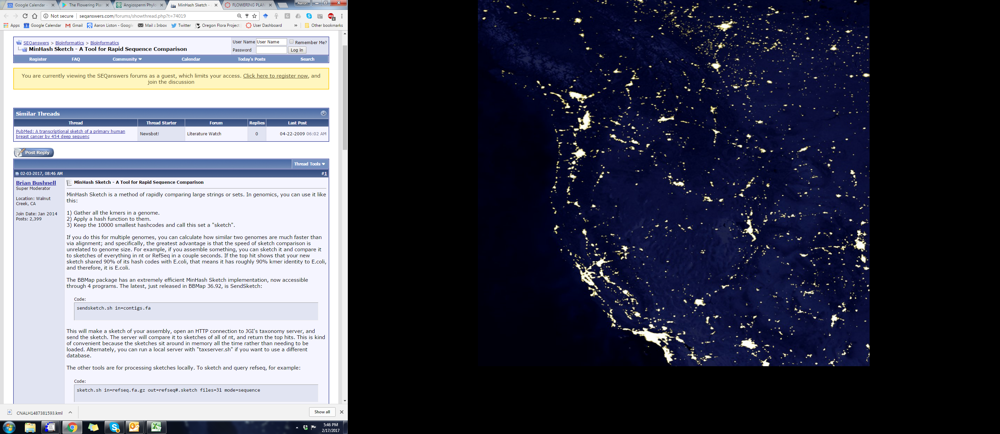 Google Calendar -
The Flowering Plan
Angiosperm Phylo
MinHash Sketch -
FLOWERING PLAN
Aaron
Not secure | seqanswers.com/forums/showthread.php?t=74019
Apps Google Calendar Gmail Aaron Liston - Google Mail :: Inbox Twitter Oregon Flora Project User Dashboard » Other bookmarks
SEQanswers > Bioinformatics > Bioinformatics
MinHash Sketch - A Tool for Rapid Sequence Comparison
User Name User Name Remember Me?
Password Log in
Register FAQ Community Calendar Today's Posts Search
You are currently viewing the SEQanswers forums as a guest, which limits your access. Click here to register now, and
join the discussion
Similar Threads
Thread Thread Starter Forum Replies Last Post
PubMed: A transcriptional sketch of a primary human
breast cancer by 454 deep sequenc
Newsbot! Literature Watch 0 04-22-2009 06:02 AM
Post Reply
Thread Tools
02-03-2017, 08:46 AM #1
Brian Bushnell
Super Moderator
Location: Walnut
Creek, CA
Join Date: Jan 2014
Posts: 2,399
MinHash Sketch - A Tool for Rapid Sequence Comparison
MinHash Sketch is a method of rapidly comparing large strings or sets. In genomics, you can use it like
this:
1) Gather all the kmers in a genome.
2) Apply a hash function to them.
3) Keep the 10000 smallest hashcodes and call this set a "sketch".
If you do this for multiple genomes, you can calculate how similar two genomes are much faster than
via alignment; and specifically, the greatest advantage is that the speed of sketch comparison is
unrelated to genome size. For example, if you assemble something, you can sketch it and compare it
to sketches of everything in nt or RefSeq in a couple seconds. If the top hit shows that your new
sketch shared 90% of its hash codes with E.coli, that means it has roughly 90% kmer identity to E.coli,
and therefore, it is E.coli.
The BBMap package has an extremely efficient MinHash Sketch implementation, now accessible
through 4 programs. The latest, just released in BBMap 36.92, is SendSketch:
Code:
sendsketch.sh in=contigs.fa
This will make a sketch of your assembly, open an HTTP connection to JGI's taxonomy server, and
send the sketch. The server will compare it to sketches of all of nt, and return the top hits. This is kind
of convenient because the sketches sit around in memory all the time rather than needing to be
loaded. Alternately, you can run a local server with "taxserver.sh" if you want to use a different
database.
The other tools are for processing sketches locally. To sketch and query refseq, for example:
Code:
sketch.sh in=refseq.fa.gz out=refseq#.sketch files=31 mode=sequence
CNALH1487381593.kml
Show all
5:46 PM
2/17/2017